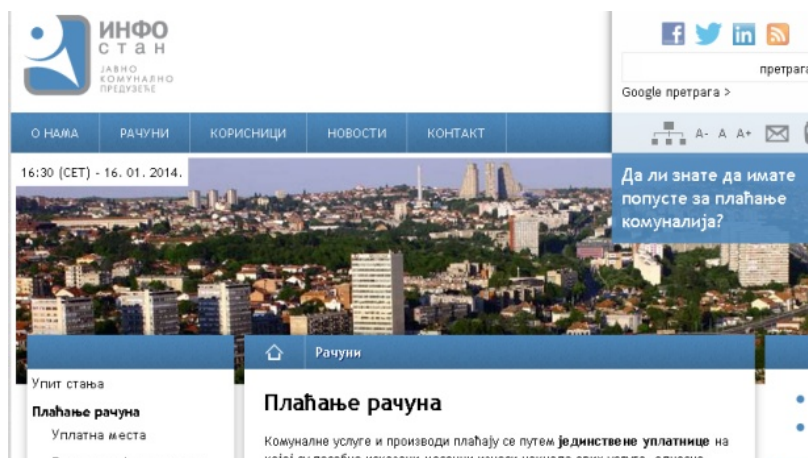 ИНФО
стан
ЈАВНО
КОМУНАЛНО
ПРЕДУЗЕЋЕ
претрага
Google претрага >
О НАМА РАЧУНИ КОРИСНИЦИ НОВОСТИ КОНТАКТ
A- A A+
16:30 (CET) - 16. 01. 2014.
Да ли знате да имате
попусте за плаћање
комуналија?
Рачуни
Упит стања
Плаћање рачуна
Уплатна места
Плаћање рачуна
Комуналне услуге и производи плаћају се путем јединствене уплатнице на